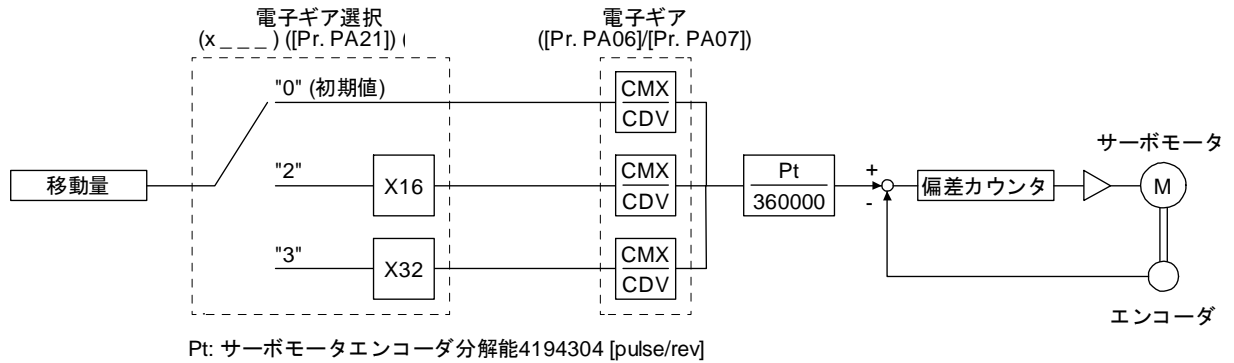 電子ギア選択
(x _ _ _ ) ([Pr. PA21]) (
電子ギア
([Pr. PA06]/[Pr. PA07])
"0" (初期値)
CMX
CDV
サーボモータ
移動量
"2"
X16
CMX
CDV
Pt
360000
+
-
偏差カウンタ
M
"3"
X32
CMX
CDV
エンコーダ
Pt: サーボモータエンコーダ分解能4194304 [pulse/rev]